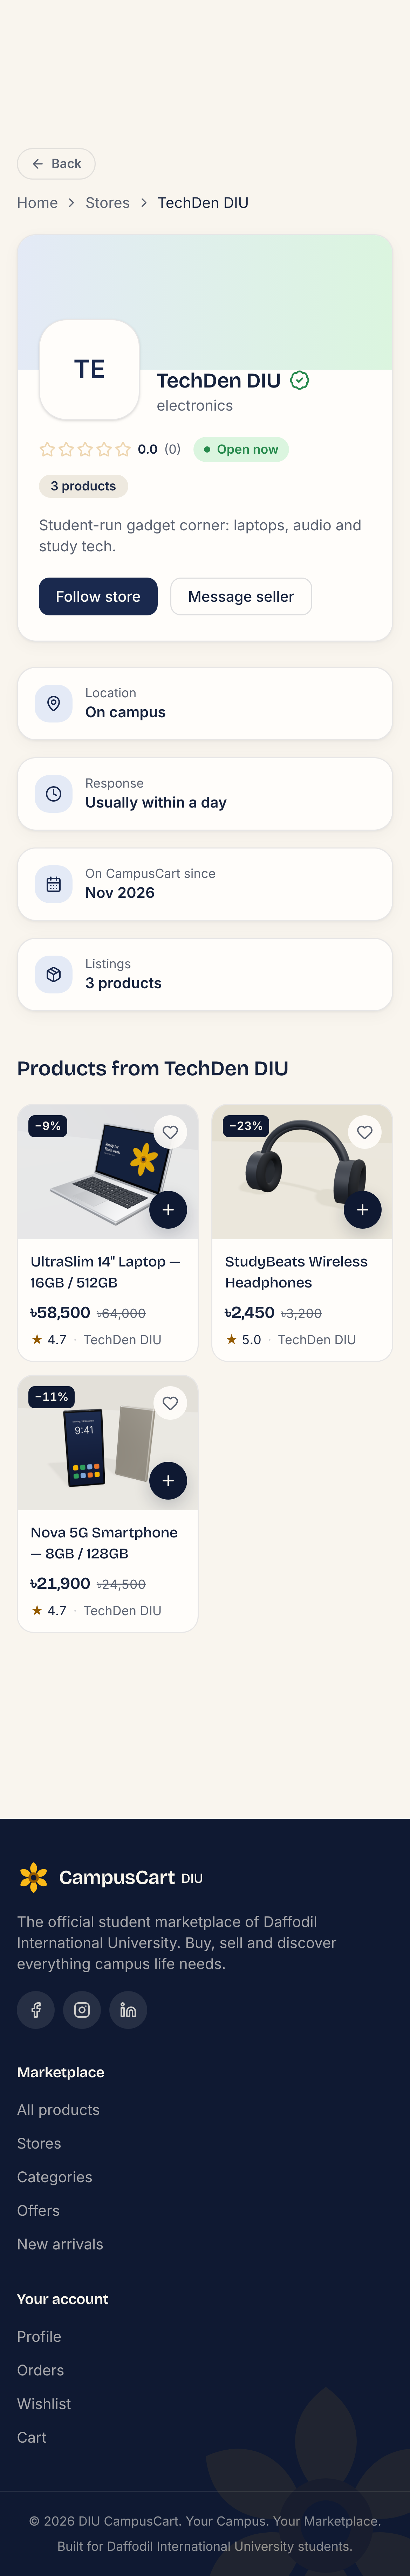 Back
Home > Stores > TechDen DIU
TE
TechDen DIU
electronics
0.0 (0) Open now
3 products
Student-run gadget corner: laptops, audio and
study tech.
Follow store Message seller
Location
On campus
Response
Usually within a day
On CampusCart since
Nov 2026
Listings
3 products
Products from TechDen DIU
−9%
UltraSlim 14" Laptop —
16GB / 512GB
৳58,500 ৳64,000
★ 4.7 · TechDen DIU
−23%
StudyBeats Wireless
Headphones
৳2,450 ৳3,200
★ 5.0 · TechDen DIU
−11%
9:41
Nova 5G Smartphone
— 8GB / 128GB
৳21,900 ৳24,500
★ 4.7 · TechDen DIU
CampusCart DIU
The official student marketplace of Daffodil
International University. Buy, sell and discover
everything campus life needs.
Marketplace
All products
Stores
Categories
Offers
New arrivals
Your account
Profile
Orders
Wishlist
Cart
© 2026 DIU CampusCart. Your Campus. Your Marketplace.
Built for Daffodil International University students.